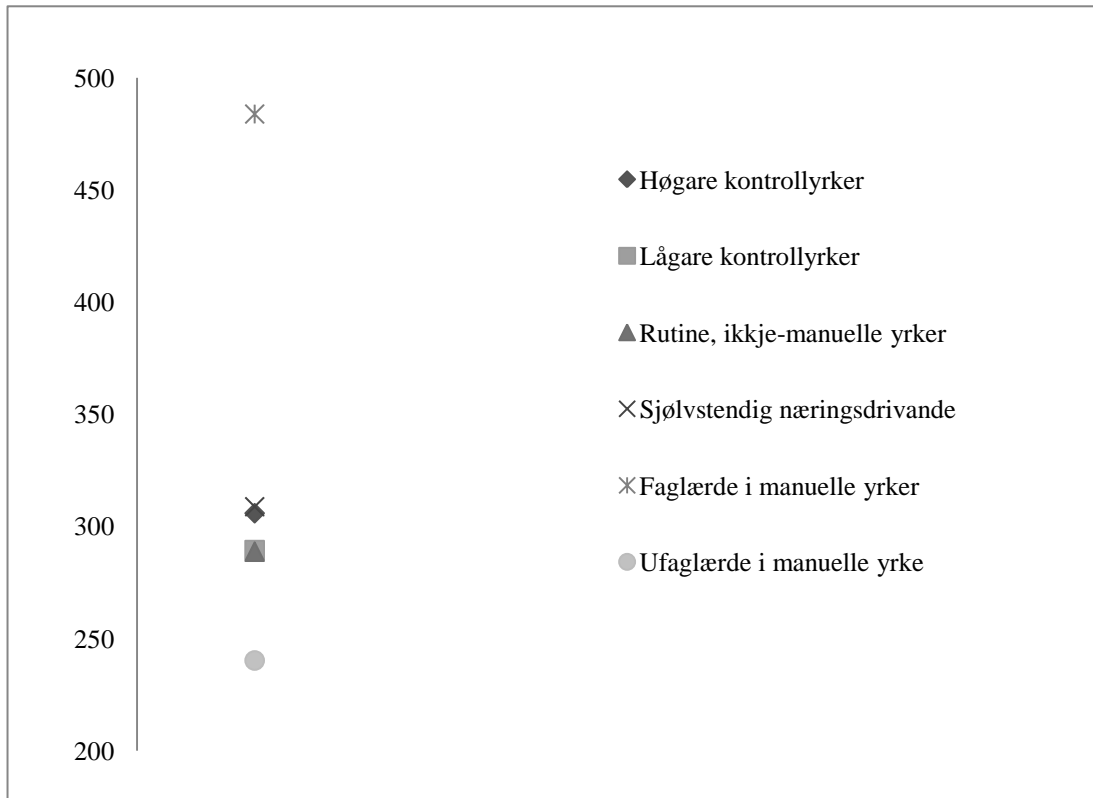 500
450
400
350
300
250
200
Høgare kontrollyrker
Lågare kontrollyrker
Rutine, ikkje-manuelle yrker
Sjølvstendig næringsdrivande
Faglærde i manuelle yrker
Ufaglærde i manuelle yrke